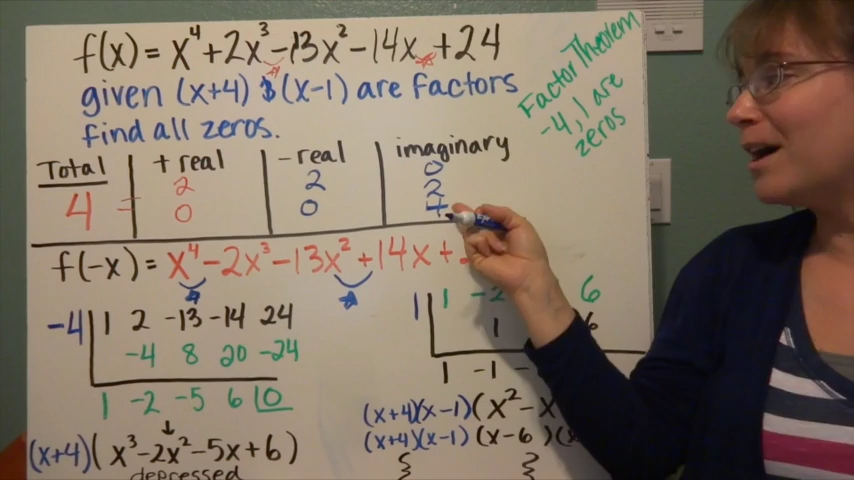 f(x) = x⁴ + 2x³ - 13x² - 14x + 24
given (x+4) & (x-1) are factors
find all zeros.
Factor Theorem
-4, 1 are
zeros
Total | + real | - real | imaginary
4 = 2 2 0
0 0 2
4
f(-x) = x⁴ - 2x³ - 13x² + 14x +
-4 | 1 2 -13 -14 24
-4 8 20 -24
1 -2 -5 6 | 0
↓
(x+4)(x³ - 2x² - 5x + 6)
depressed
1 | 1 -2 6
1 6
1 -1 -
(x+4)(x-1)(x² - x
(x+4)(x-1)(x-6)(x